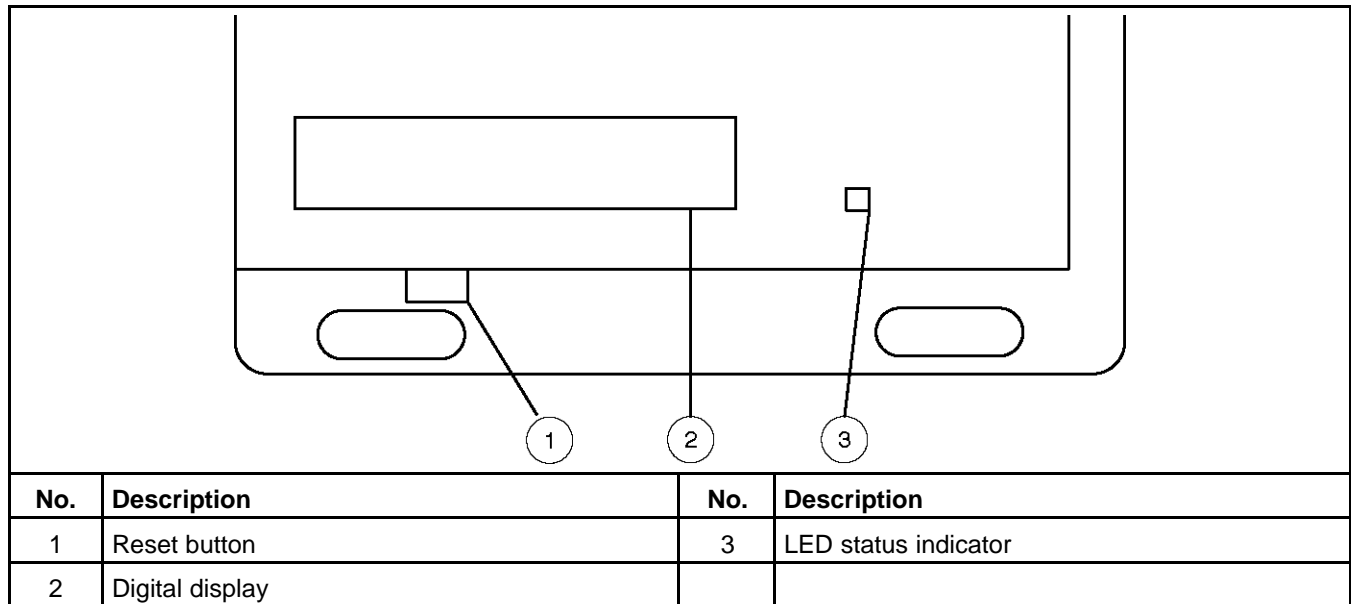 1 2 3
No. Description No. Description
1 Reset button 3 LED status indicator
2 Digital display